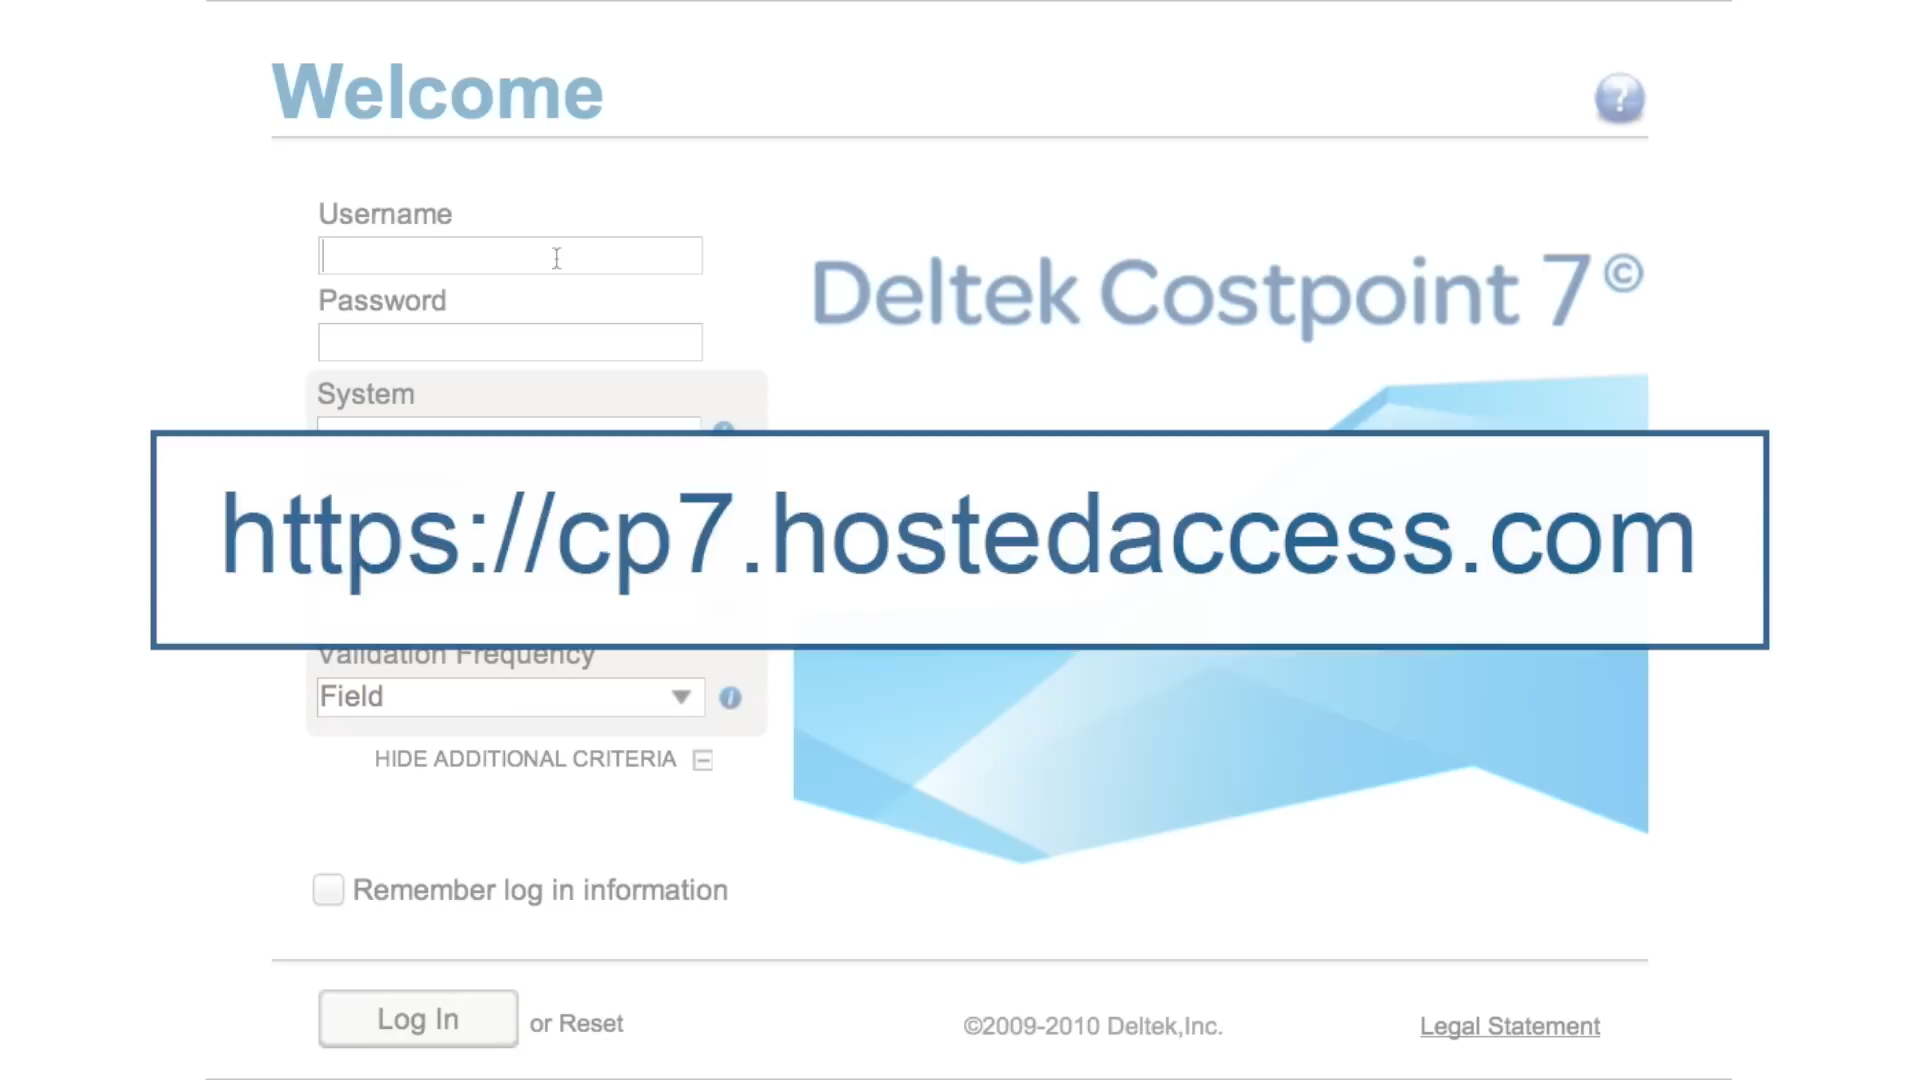 Welcome
?
Username
Deltek Costpoint 7©
Password
System
https://cp7.hostedaccess.com
Validation Frequency
Field
i
HIDE ADDITIONAL CRITERIA
Remember log in information
Log In or Reset
©2009-2010 Deltek,Inc.
Legal Statement